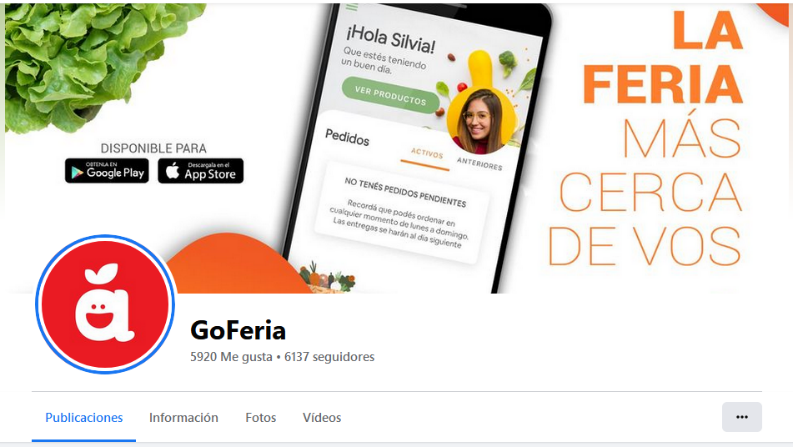 ¡Hola Silvia!
Que estés teniendo
un buen día.
VER PRODUCTOS
Pedidos
ACTIVOS
ANTERIORES
NO TENÉS PEDIDOS PENDIENTES
Recordá que podés ordenar en
cualquier momento de lunes a domingo.
Las entregas se harán al día siguiente
LA
FERIA
MÁS
CERCA
DE VOS
DISPONIBLE PARA
OBTENLA EN
Google Play
Descargala en el
App Store
a
GoFeria
5920 Me gusta • 6137 seguidores
Publicaciones
Información
Fotos
Vídeos